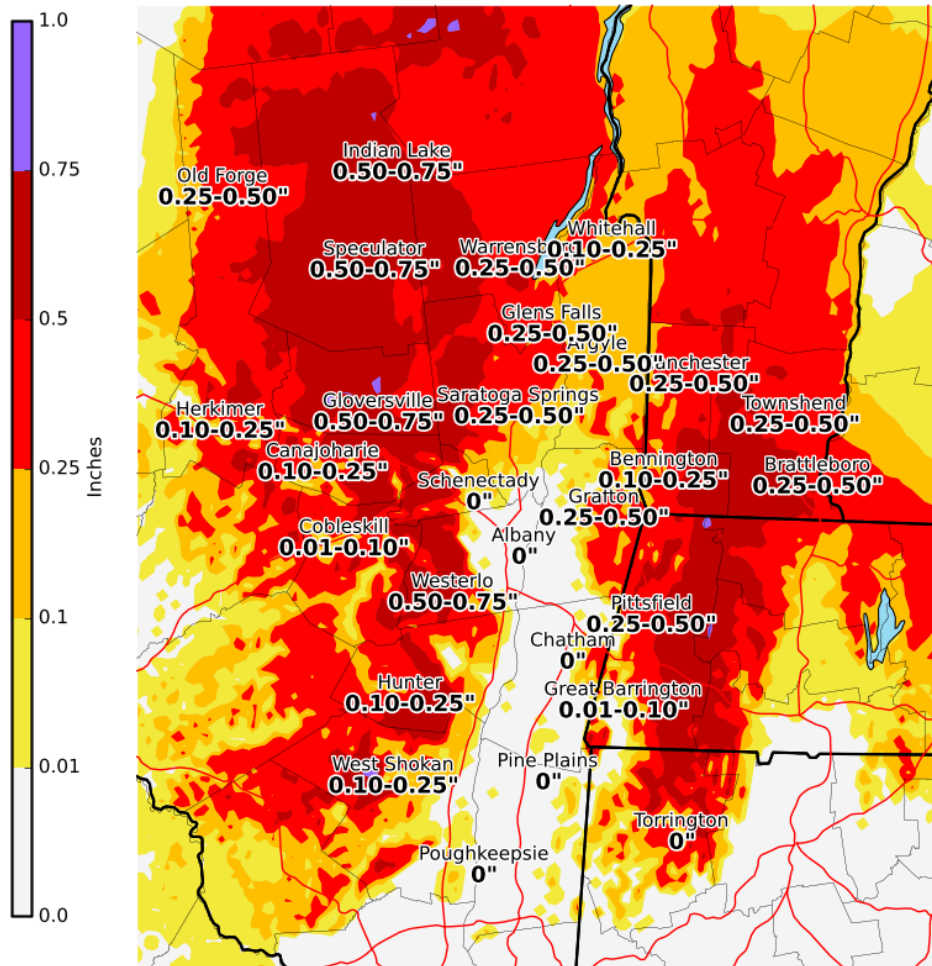 1.0
0.75
0.5
0.25
0.1
0.01
0.0
Inches
Indian Lake
0.50-0.75"
Old Forge
0.25-0.50"
Whitehall
0.10-0.25"
Speculator
0.50-0.75"
0.25-0.50"
Glens Falls
0.25-0.50"
Argyle
0.25-0.50"
0.25-0.50"
Herkimer
0.10-0.25"
Gloversville
0.50-0.75"
Saratoga Springs
0.25-0.50"
Townshend
0.25-0.50"
Canajoharie
0.10-0.25"
Schenectady
0"
Bennington
0.10-0.25"
Brattleboro
0.25-0.50"
Grafton
0.25-0.50"
Cobleskill
0.01-0.10"
Albany
0"
Westerlo
0.50-0.75"
Pittsfield
0.25-0.50"
Chatham
0"
Hunter
0.10-0.25"
Great Barrington
0.01-0.10"
West Shokan
0.10-0.25"
Pine Plains
0"
Torrington
0"
Poughkeepsie
0"